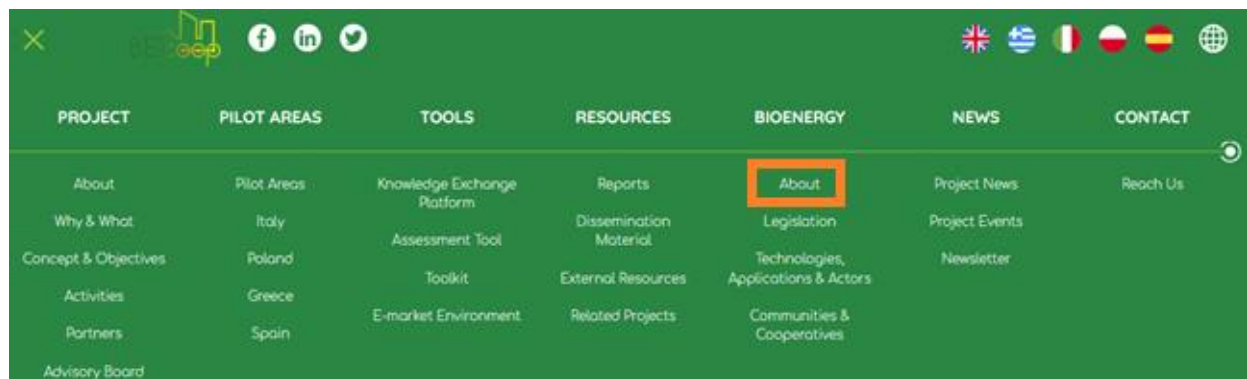 BECoop
PROJECT PILOT AREAS TOOLS RESOURCES BIOENERGY NEWS CONTACT
About
Why & What
Concept & Objectives
Activities
Partners
Advisory Board
Pilot Areas
Italy
Poland
Greece
Spain
Knowledge Exchange
Platform
Assessment Tool
Toolkit
E-market Environment
Reports
Dissemination
Material
External Resources
Related Projects
About
Legislation
Technologies,
Applications & Actors
Communities &
Cooperatives
Project News
Project Events
Newsletter
Reach Us